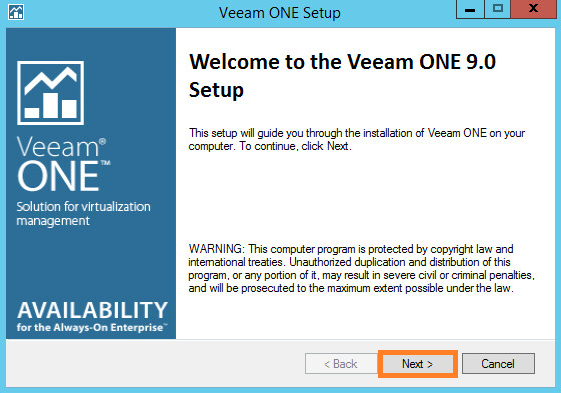 Veeam ONE Setup
Veeam®
ONE™
Solution for virtualization
management
AVAILABILITY
for the Always-On Enterprise™
Welcome to the Veeam ONE 9.0
Setup
This setup will guide you through the installation of Veeam ONE on your
computer. To continue, click Next.
WARNING: This computer program is protected by copyright law and
international treaties. Unauthorized duplication and distribution of this
program, or any portion of it, may result in severe civil or criminal penalties,
and will be prosecuted to the maximum extent possible under the law.
< Back Next > Cancel